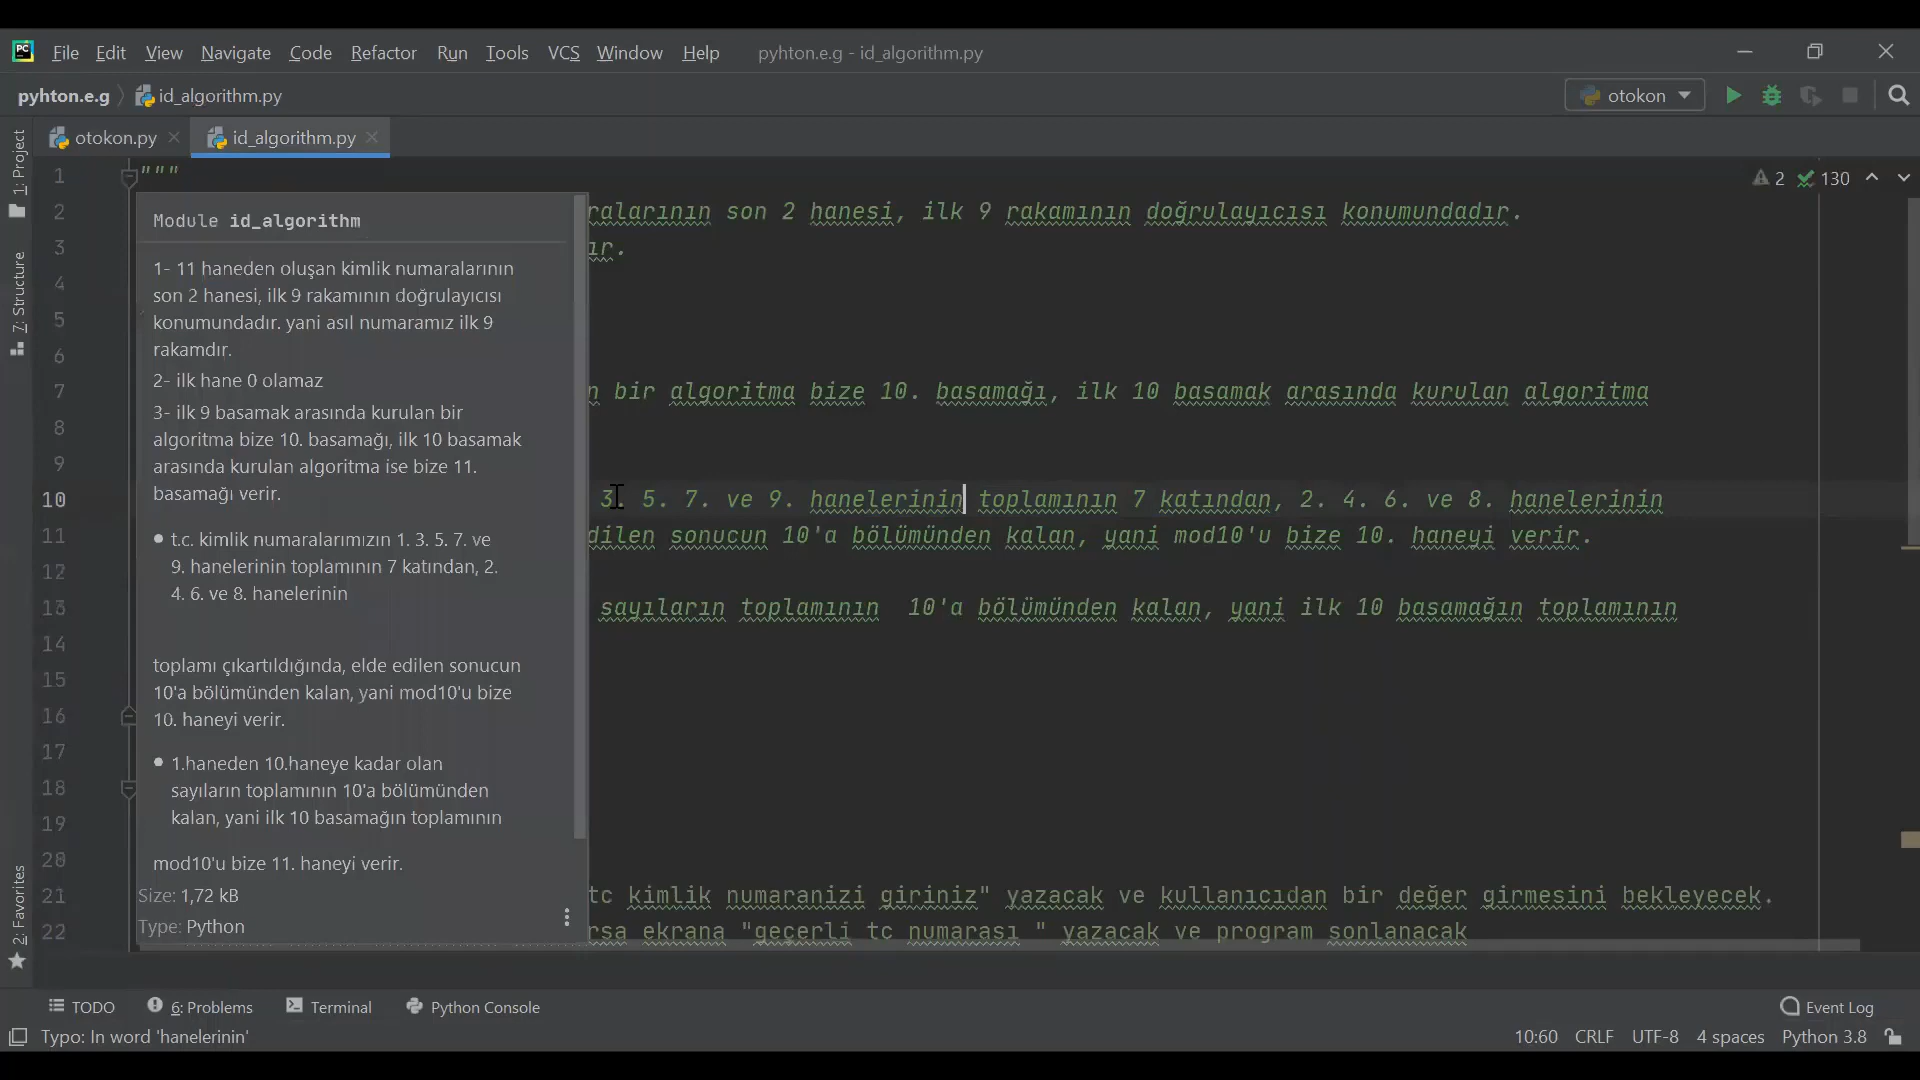 File Edit View Navigate Code Refactor Run Tools VCS Window Help pyhton.e.g - id_algorithm.py
pyhton.e.g id_algorithm.py otokon
otokon.py id_algorithm.py
1: Project
7: Structure
2: Favorites
1 """
2 ralarının son 2 hanesi, ilk 9 rakamının doğrulayıcısı konumundadır.
3 ır.
4
5
6
7 n bir algoritma bize 10. basamağı, ilk 10 basamak arasında kurulan algoritma
8
9
10 3. 5. 7. ve 9. hanelerinin toplamının 7 katından, 2. 4. 6. ve 8. hanelerinin
11 dilen sonucun 10'a bölümünden kalan, yani mod10'u bize 10. haneyi verir.
12
13 sayıların toplamının 10'a bölümünden kalan, yani ilk 10 basamağın toplamının
14
15
16
17
18
19
20
21 tc kimlik numaranizi giriniz" yazacak ve kullanıcıdan bir değer girmesini bekleyecek.
22 rsa ekrana "geçerli tc numarası " yazacak ve program sonlanacak
2 130
Module id_algorithm
1- 11 haneden oluşan kimlik numaralarının
son 2 hanesi, ilk 9 rakamının doğrulayıcısı
konumundadır. yani asıl numaramız ilk 9
rakamdır.
2- ilk hane 0 olamaz
3- ilk 9 basamak arasında kurulan bir
algoritma bize 10. basamağı, ilk 10 basamak
arasında kurulan algoritma ise bize 11.
basamağı verir.
• t.c. kimlik numaralarımızın 1. 3. 5. 7. ve
9. hanelerinin toplamının 7 katından, 2.
4. 6. ve 8. hanelerinin
toplamı çıkartıldığında, elde edilen sonucun
10'a bölümünden kalan, yani mod10'u bize
10. haneyi verir.
• 1.haneden 10.haneye kadar olan
sayıların toplamının 10'a bölümünden
kalan, yani ilk 10 basamağın toplamının
mod10'u bize 11. haneyi verir.
Size: 1,72 kB
Type: Python
TODO 6: Problems Terminal Python Console Event Log
Typo: In word 'hanelerinin' 10:60 CRLF UTF-8 4 spaces Python 3.8